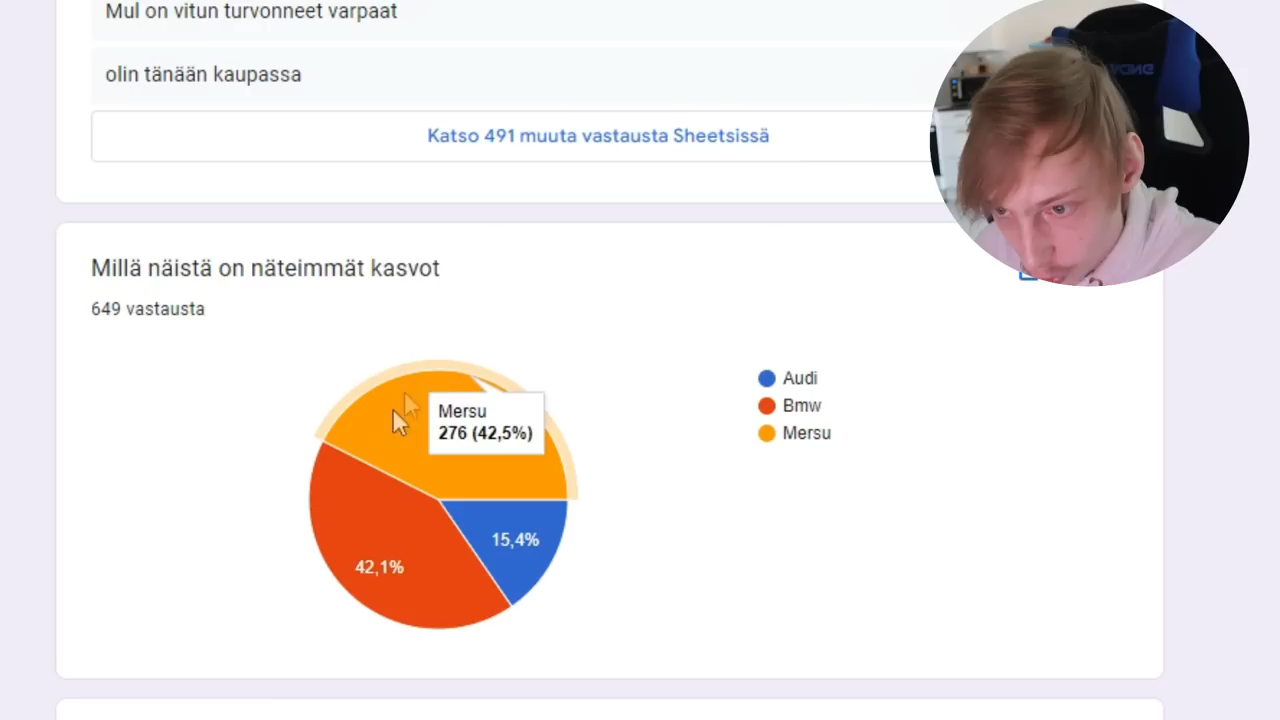 Mul on vitun turvonneet varpaat
olin tänään kaupassa
Katso 491 muuta vastausta Sheetsissä
Millä näistä on näteimmät kasvot
649 vastausta
Audi
Bmw
Mersu
Mersu
276 (42,5%)
15,4%
42,1%